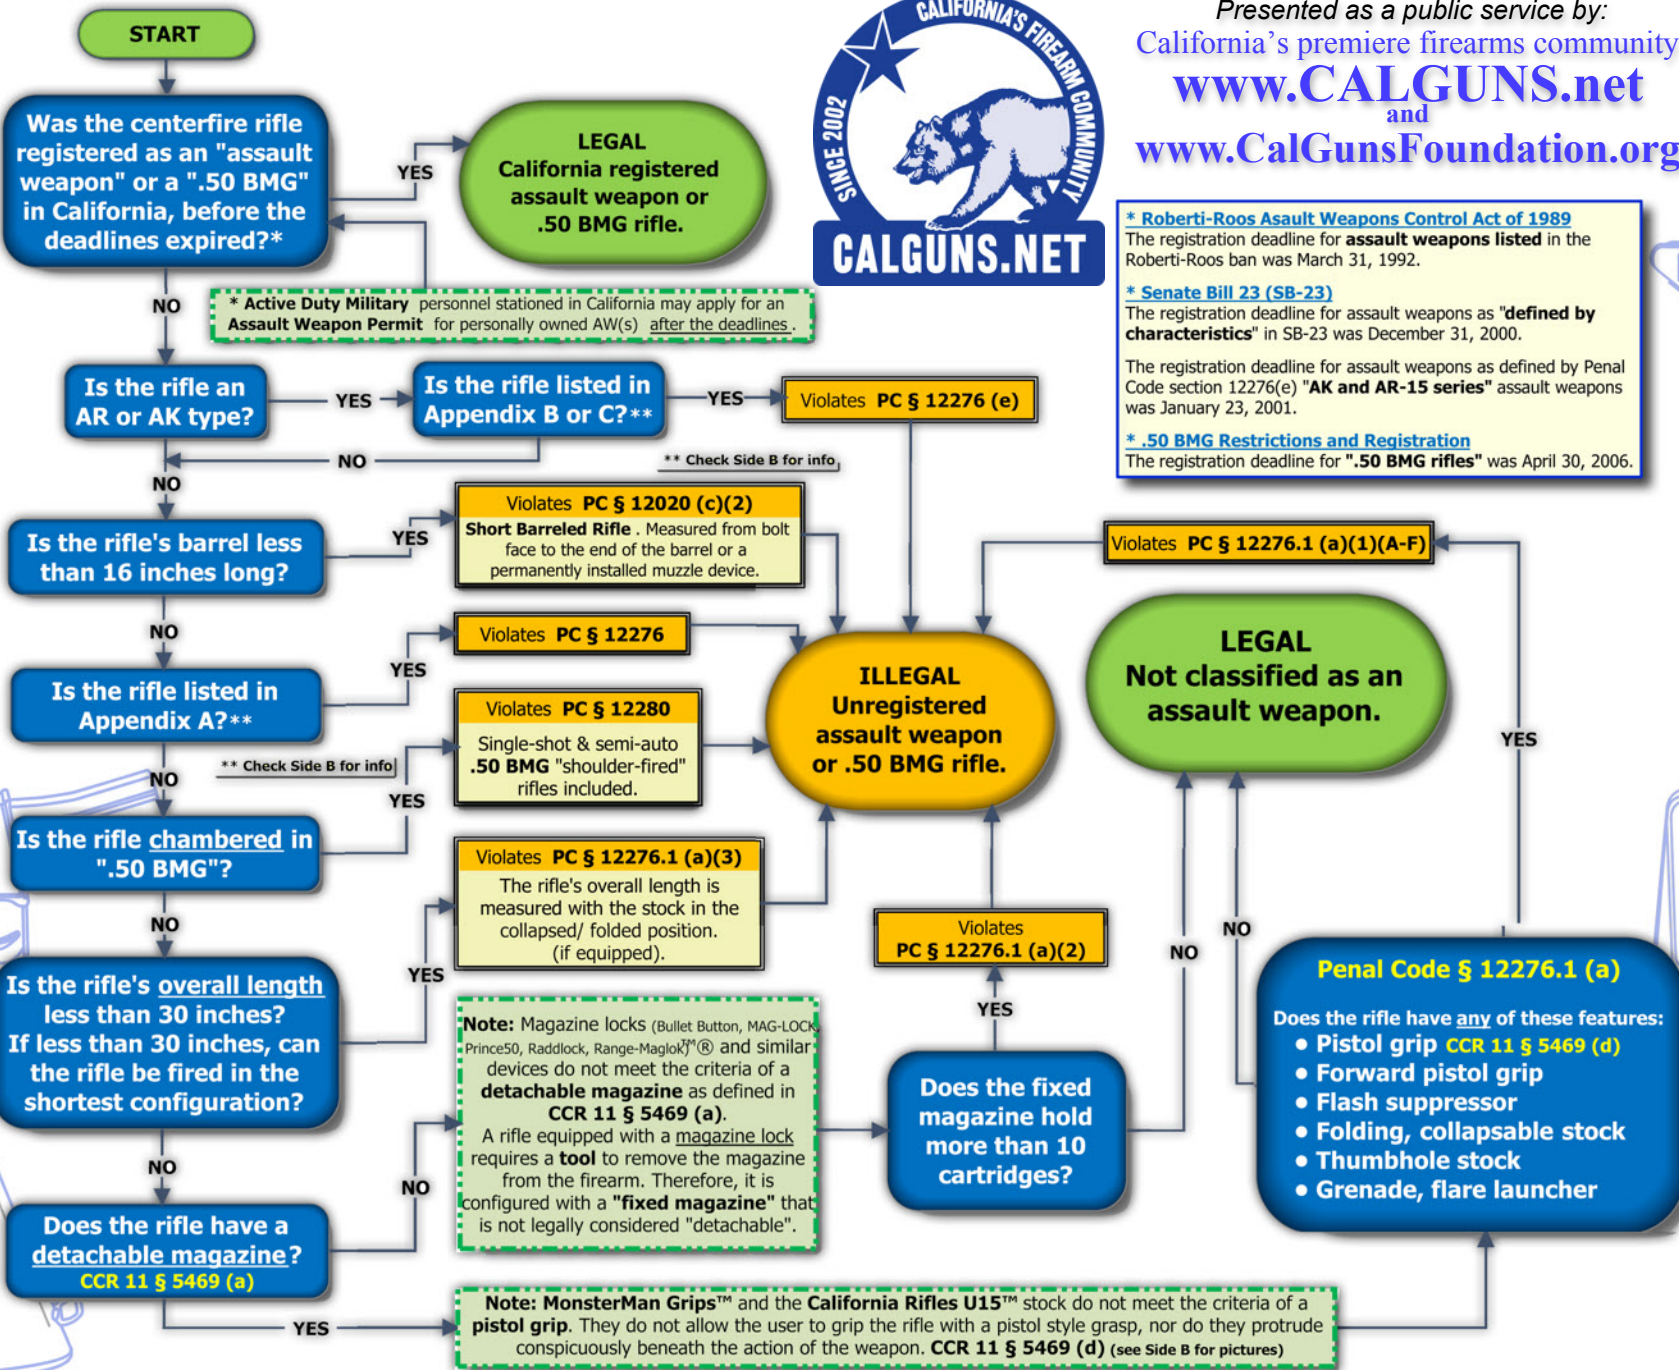 START
CALIFORNIA'S FIREARM COMMUNITY
SINCE 2002
CALGUNS.NET
Presented as a public service by:
California's premiere firearms community
www.CALGUNS.net
and
www.CalGunsFoundation.org
Was the centerfire rifle
registered as an "assault
weapon" or a ".50 BMG"
in California, before the
deadlines expired?*
YES
LEGAL
California registered
assault weapon or
.50 BMG rifle.
* Roberti-Roos Asault Weapons Control Act of 1989
The registration deadline for assault weapons listed in the
Roberti-Roos ban was March 31, 1992.
* Senate Bill 23 (SB-23)
The registration deadline for assault weapons as "defined by
characteristics" in SB-23 was December 31, 2000.
The registration deadline for assault weapons as defined by Penal
Code section 12276(e) "AK and AR-15 series" assault weapons
was January 23, 2001.
* .50 BMG Restrictions and Registration
The registration deadline for ".50 BMG rifles" was April 30, 2006.
NO
* Active Duty Military personnel stationed in California may apply for an
Assault Weapon Permit for personally owned AW(s) after the deadlines.
Is the rifle an
AR or AK type?
YES
Is the rifle listed in
Appendix B or C?**
YES
Violates PC § 12276 (e)
NO
** Check Side B for info
NO
Is the rifle's barrel less
than 16 inches long?
YES
Violates PC § 12020 (c)(2)
Short Barreled Rifle . Measured from bolt
face to the end of the barrel or a
permanently installed muzzle device.
Violates PC § 12276.1 (a)(1)(A-F)
NO
Violates PC § 12276
YES
Is the rifle listed in
Appendix A?**
ILLEGAL
Unregistered
assault weapon
or .50 BMG rifle.
LEGAL
Not classified as an
assault weapon.
YES
Violates PC § 12280
Single-shot & semi-auto
.50 BMG "shoulder-fired"
rifles included.
NO
** Check Side B for info
YES
Is the rifle chambered in
".50 BMG"?
Violates PC § 12276.1 (a)(3)
The rifle's overall length is
measured with the stock in the
collapsed/ folded position.
(if equipped).
NO
YES
Violates
PC § 12276.1 (a)(2)
NO
NO
Is the rifle's overall length
less than 30 inches?
If less than 30 inches, can
the rifle be fired in the
shortest configuration?
YES
Penal Code § 12276.1 (a)
Does the rifle have any of these features:
• Pistol grip CCR 11 § 5469 (d)
• Forward pistol grip
• Flash suppressor
• Folding, collapsable stock
• Thumbhole stock
• Grenade, flare launcher
Note: Magazine locks (Bullet Button, MAG-LOCK,
Prince50, Raddlock, Range-Maglok)™® and similar
devices do not meet the criteria of a
detachable magazine as defined in
CCR 11 § 5469 (a).
A rifle equipped with a magazine lock
requires a tool to remove the magazine
from the firearm. Therefore, it is
configured with a "fixed magazine" that
is not legally considered "detachable".
Does the fixed
magazine hold
more than 10
cartridges?
NO
NO
Does the rifle have a
detachable magazine?
CCR 11 § 5469 (a)
YES
Note: MonsterMan Grips™ and the California Rifles U15™ stock do not meet the criteria of a
pistol grip. They do not allow the user to grip the rifle with a pistol style grasp, nor do they protrude
conspicuously beneath the action of the weapon. CCR 11 § 5469 (d) (see Side B for pictures)